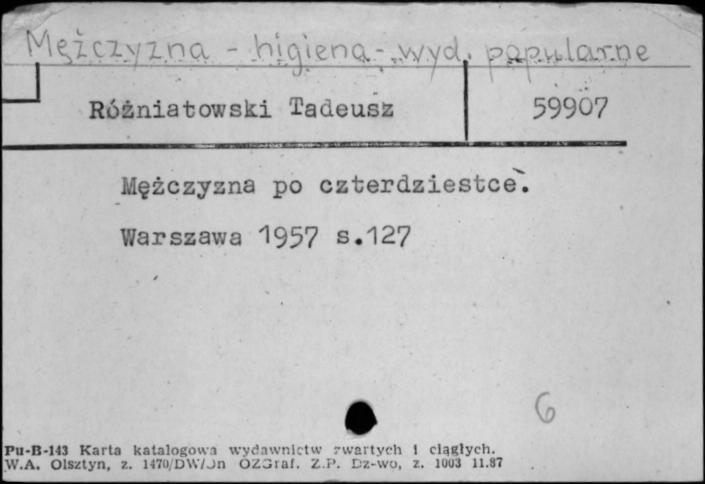 Mężczyzna - higiena - wyd. popularne
Różniatowski Tadeusz 59907
Mężczyzna po czterdziestce.
Warszawa 1957 s.127
6
Pu-B-143 Karta katalogowa wydawnictw zwartych i ciągłych.
W.A. Olsztyn, z. 1470/DW/Jn OZGraf. Z.P. Dz-wo, z. 1003 11.87